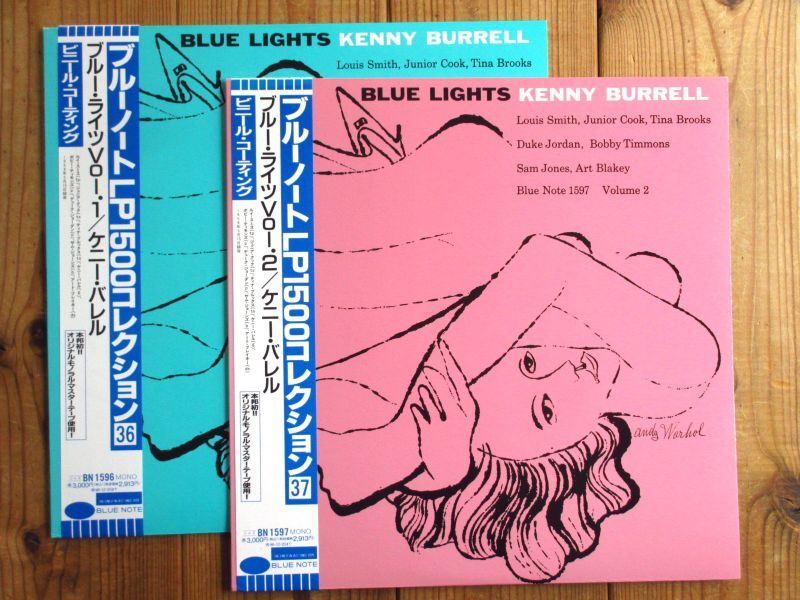 BLUE LIGHTS KENNY BURRELL
Louis Smith, Junior Cook, Tina Brooks
ブルーノートLP1500コレクション 36
ブルー・ライツVol.1/ケニー・バレル
ビニール・コーティング
本邦初!!
オリジナルモノラルマスターテープ使用!
BN 1596 MONO
BLUE NOTE
BLUE LIGHTS KENNY BURRELL
Louis Smith, Junior Cook, Tina Brooks
Duke Jordan, Bobby Timmons
Sam Jones, Art Blakey
Blue Note 1597 Volume 2
andy Warhol
ブルーノートLP1500コレクション 37
ブルー・ライツVol.2/ケニー・バレル
ビニール・コーティング
本邦初!!
オリジナルモノラルマスターテープ使用!
BN 1597 MONO
BLUE NOTE